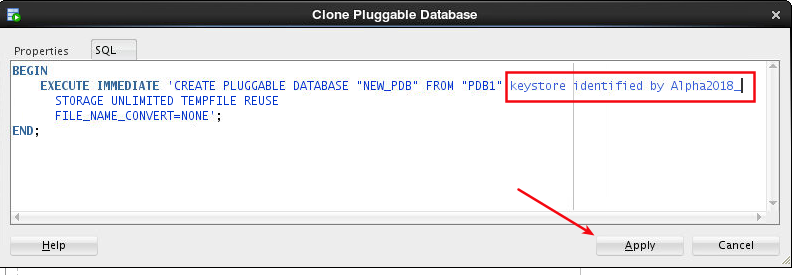 Clone Pluggable Database
Properties SQL
BEGIN
EXECUTE IMMEDIATE 'CREATE PLUGGABLE DATABASE "NEW_PDB" FROM "PDB1" keystore identified by Alpha2018_
STORAGE UNLIMITED TEMPFILE REUSE
FILE_NAME_CONVERT=NONE';
END;
Help Apply Cancel